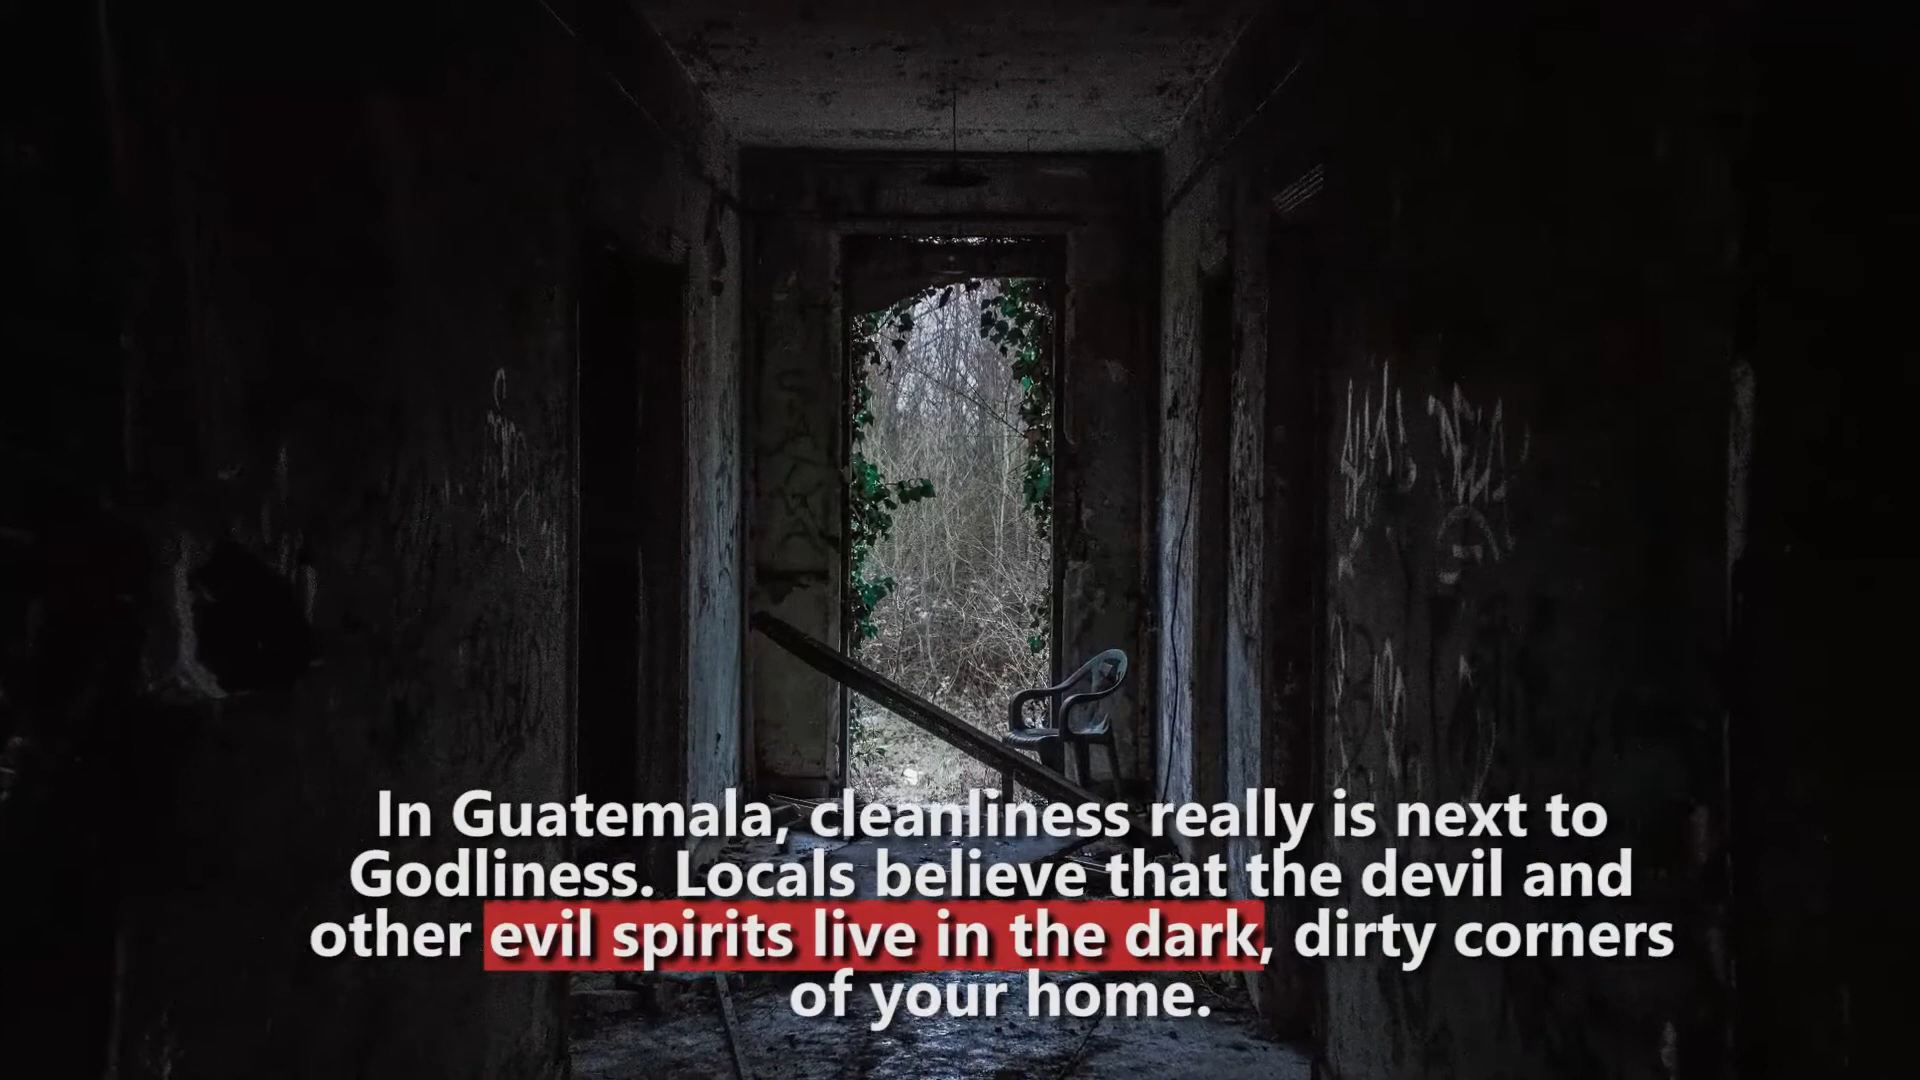 In Guatemala, cleanliness really is next to
Godliness. Locals believe that the devil and
other evil spirits live in the dark, dirty corners
of your home.